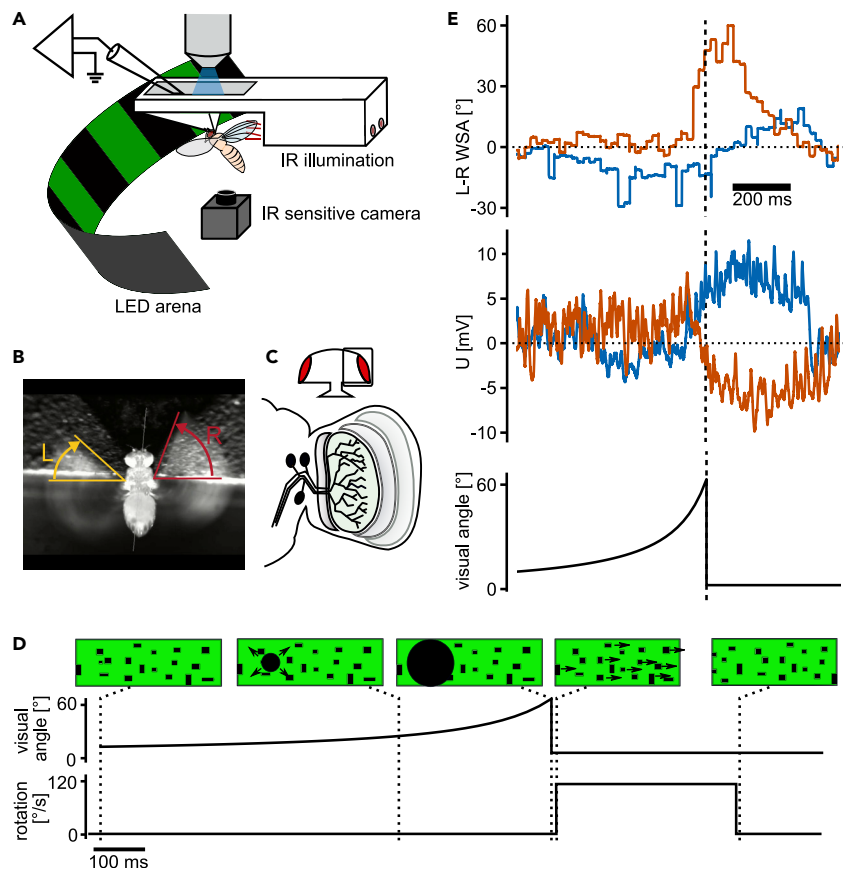 A
IR illumination
IR sensitive camera
LED arena
B
L
R
C
D
visual
angle [°]
60
0
rotation
[°/s]
120
0
100 ms
E
L-R WSA [°]
60
30
0
-30
200 ms
U [mV]
10
5
0
-5
-10
visual angle [°]
60
0